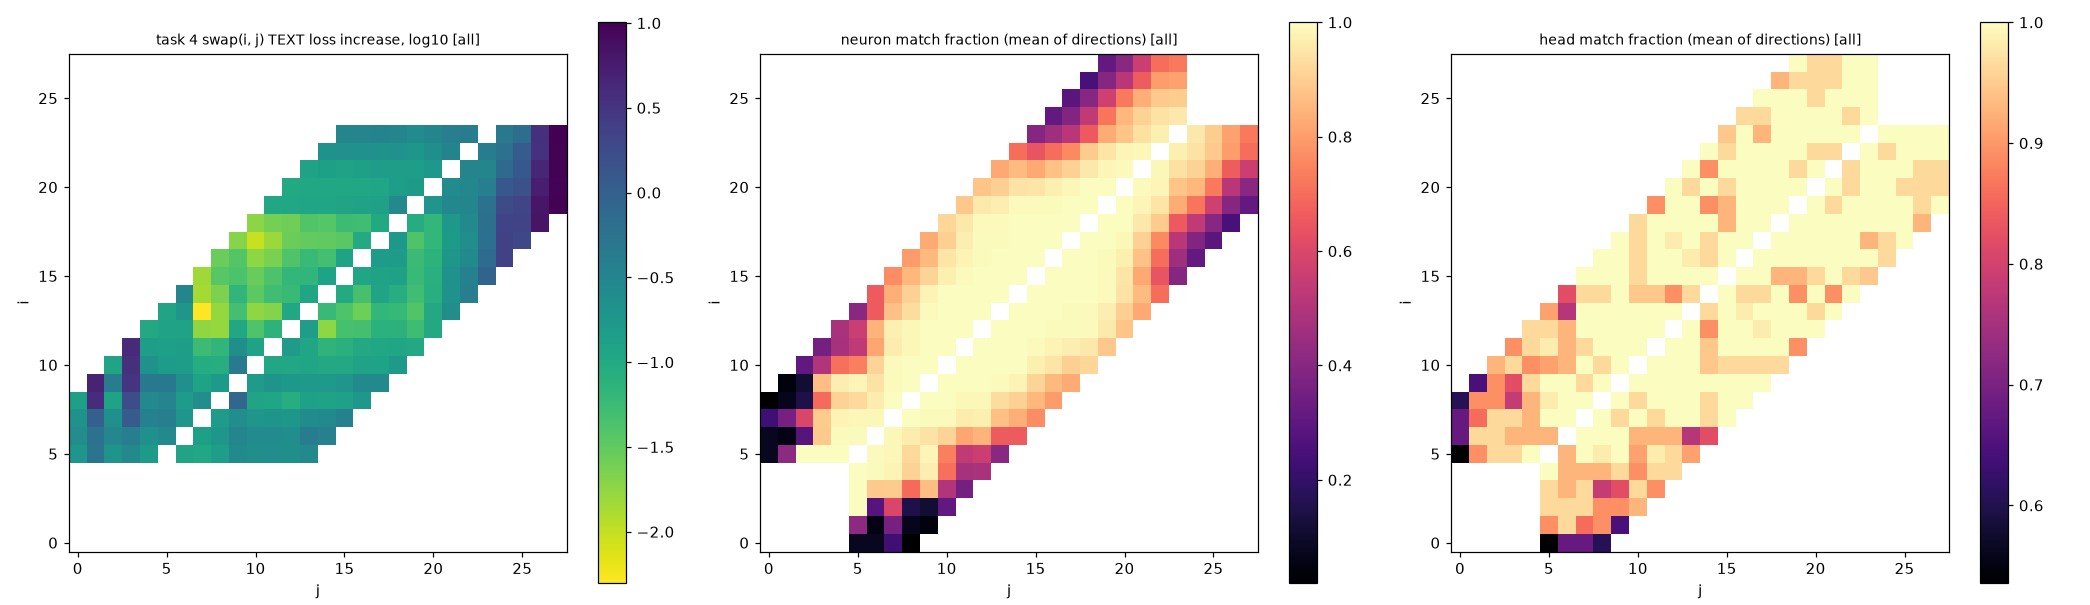 task 4 swap(i, j) TEXT loss increase, log10 [all]
25
20
15
10
5
0
i
0 5 10 15 20 25
j
1.0
0.5
0.0
−0.5
−1.0
−1.5
−2.0
neuron match fraction (mean of directions) [all]
25
20
15
10
5
0
i
0 5 10 15 20 25
j
1.0
0.8
0.6
0.4
0.2
head match fraction (mean of directions) [all]
25
20
15
10
5
0
i
0 5 10 15 20 25
j
1.0
0.9
0.8
0.7
0.6